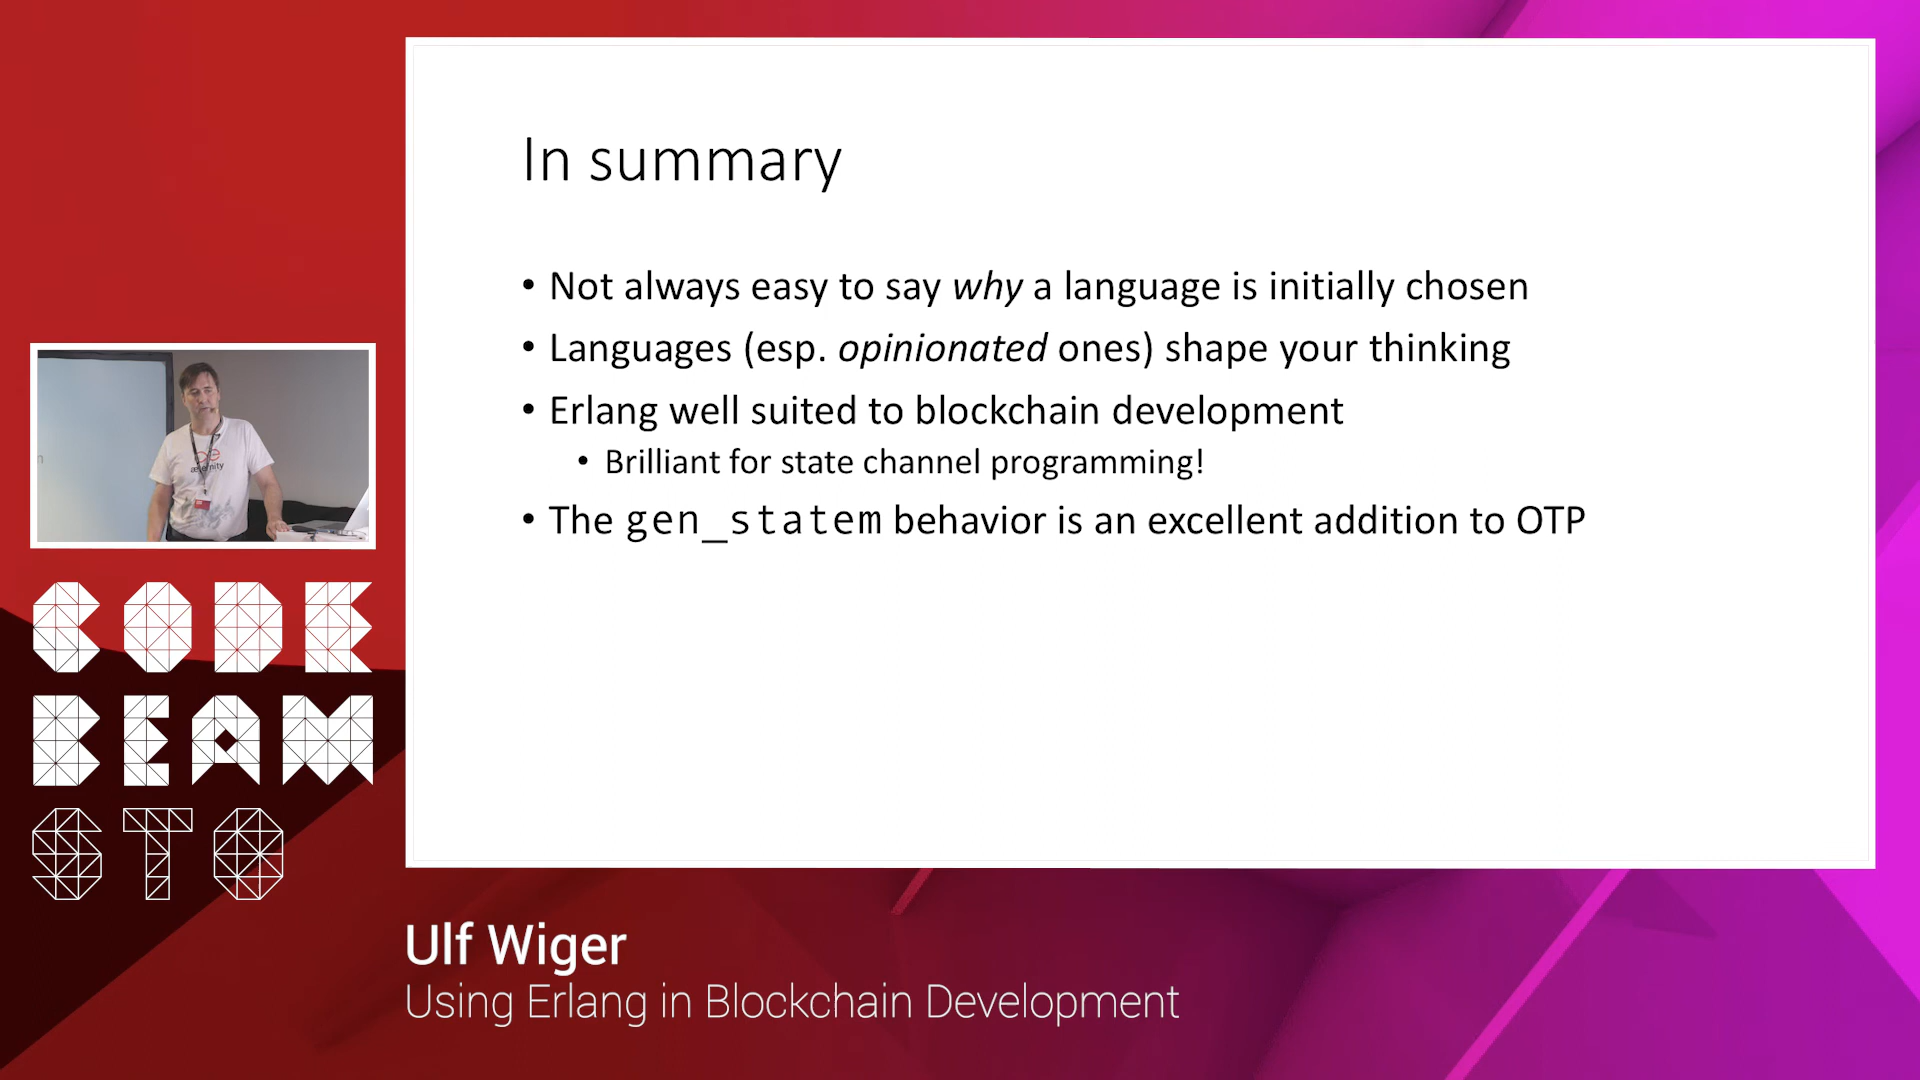 In summary
• Not always easy to say why a language is initially chosen
• Languages (esp. opinionated ones) shape your thinking
• Erlang well suited to blockchain development
• Brilliant for state channel programming!
• The gen_statem behavior is an excellent addition to OTP
æternity
CODE
BEAM
STO
Ulf Wiger
Using Erlang in Blockchain Development